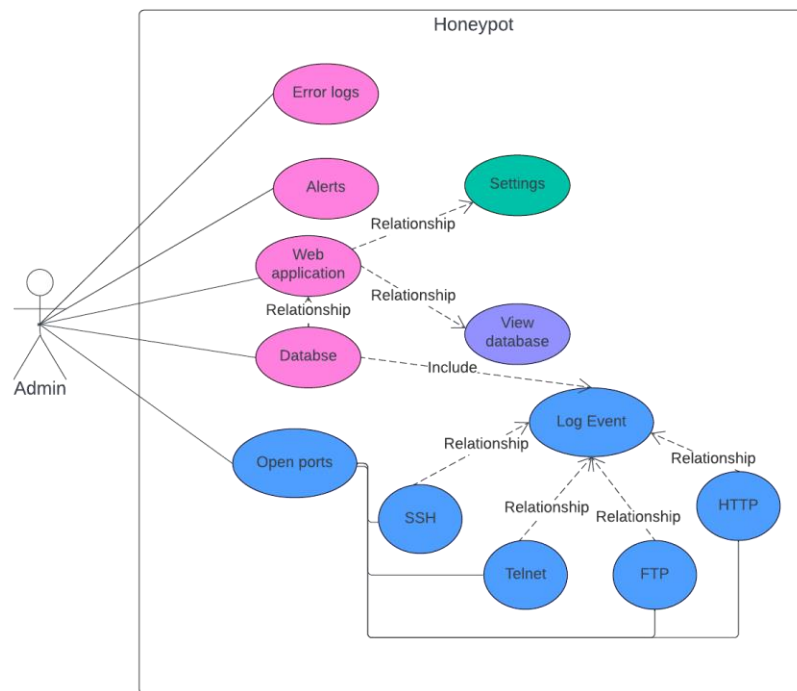 Honeypot
Error logs
Alerts
Settings
Relationship
Web
application
Relationship
Relationship
View
database
Databse
Include
Admin
Log Event
Open ports
Relationship
Relationship
HTTP
SSH
Relationship
Relationship
Telnet
FTP